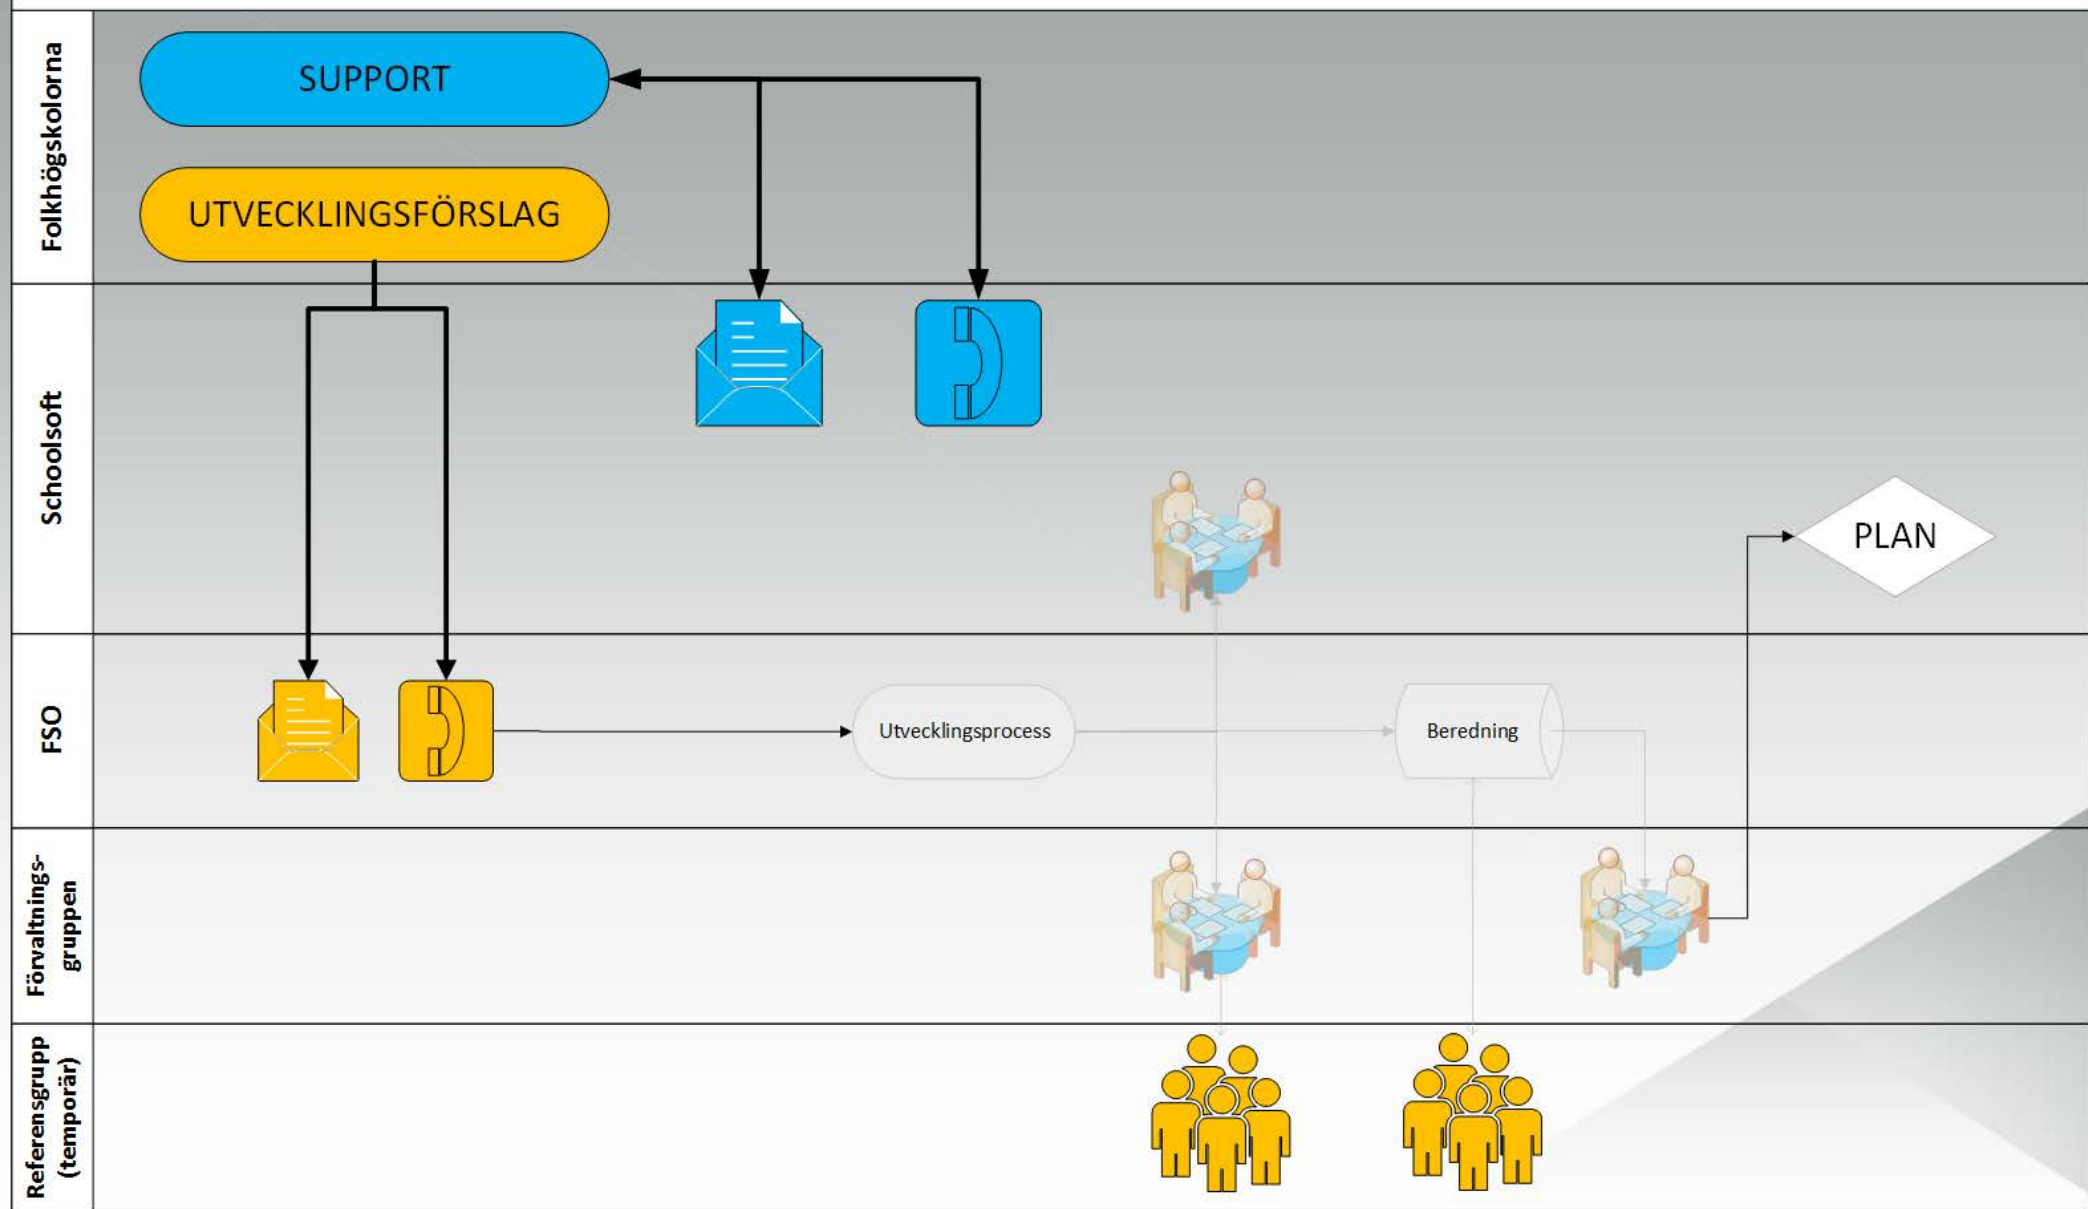 Folkhögskolorna
SUPPORT
UTVECKLINGSFÖRSLAG
Schoolsoft
PLAN
FSO
Utvecklingsprocess
Beredning
Förvaltnings-
gruppen
Referensgrupp
(temporär)